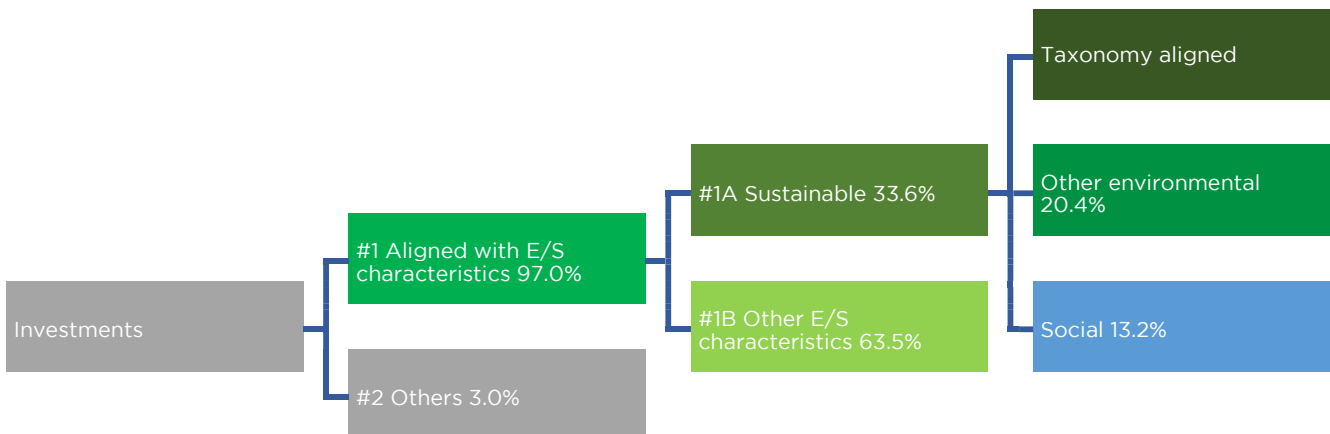 Taxonomy aligned
#1A Sustainable 33.6%
Other environmental
20.4%
#1 Aligned with E/S
characteristics 97.0%
Investments
#1B Other E/S
characteristics 63.5%
Social 13.2%
#2 Others 3.0%